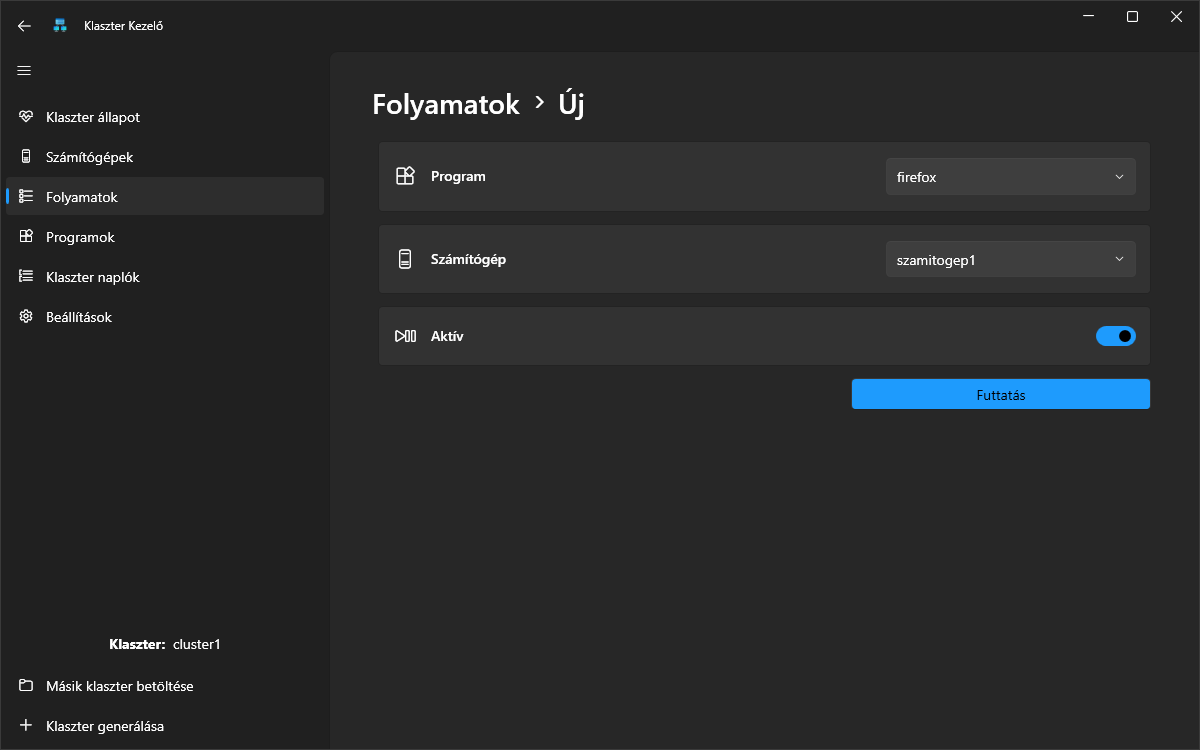 Klaszter Kezelő
Klaszter állapot
Számítógépek
Folyamatok
Programok
Klaszter naplók
Beállítások
Klaszter: cluster1
Másik klaszter betöltése
Klaszter generálása
Folyamatok > Új
Program firefox
Számítógép szamitogep1
Aktív
Futtatás